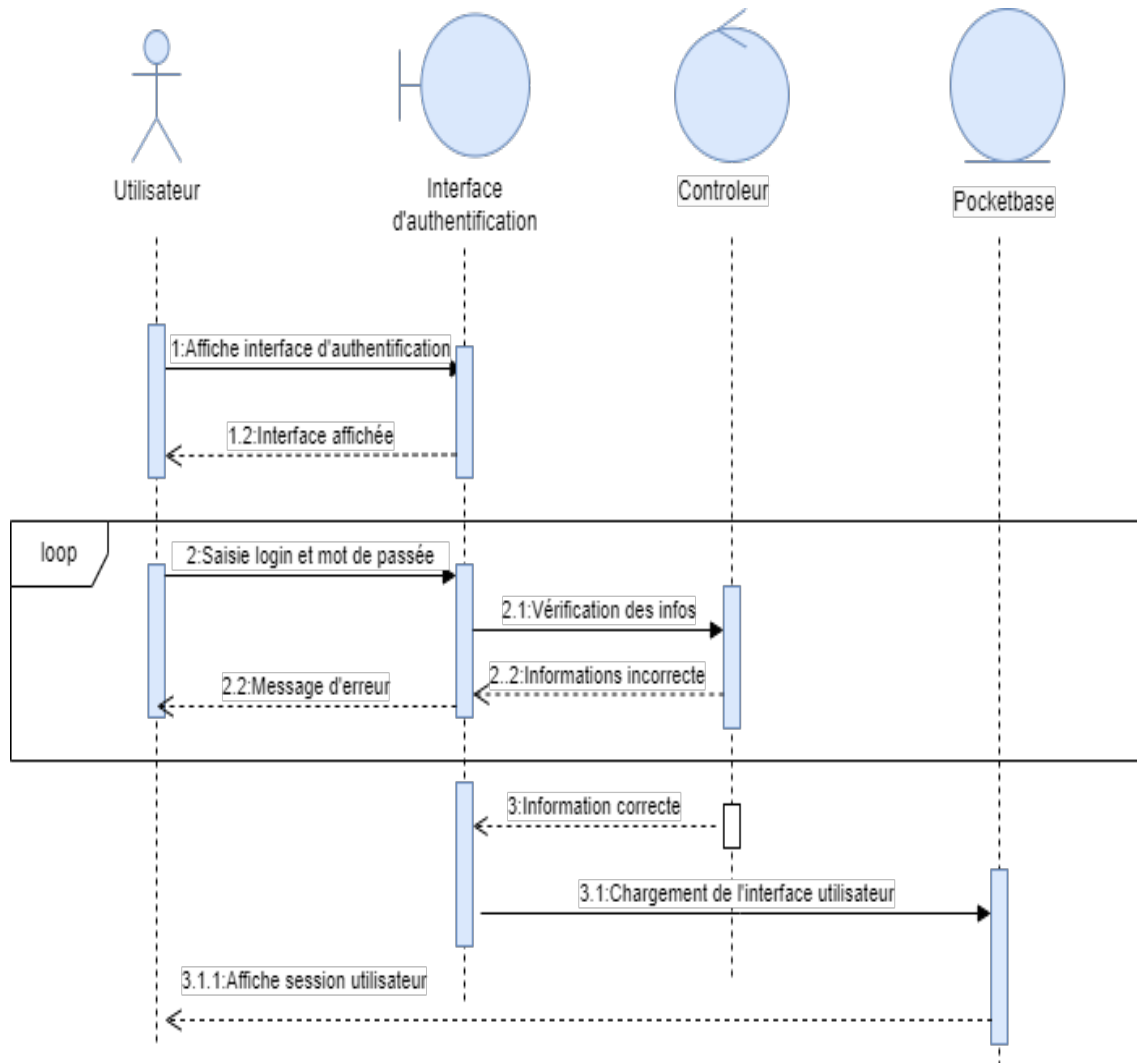 Utilisateur
Interface
d'authentification
Controleur
Pocketbase
1:Affiche interface d'authentification
1.2:Interface affichée
loop
2:Saisie login et mot de passée
2.1:Vérification des infos
2..2:Informations incorrecte
2.2:Message d'erreur
3:Information correcte
3.1:Chargement de l'interface utilisateur
3.1.1:Affiche session utilisateur